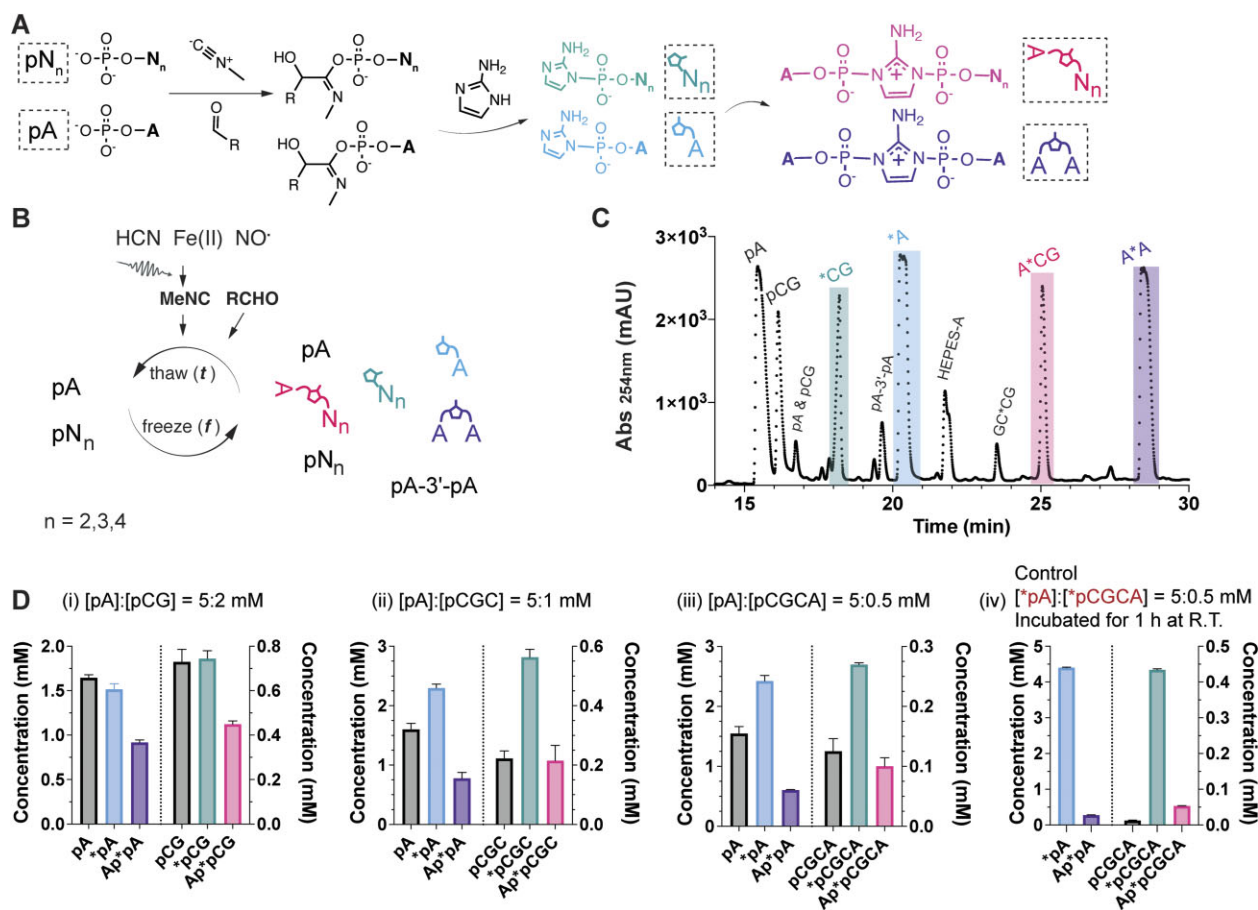 A
pNn
⁻O–P–O–Nn
O
O⁻
⁻C≡N⁺
O
R
pA
⁻O–P–O–A
O
O⁻
HO
R
O
O–P–O–Nn
O⁻
N
HO
R
O
O–P–O–A
O⁻
N
NH2
N
NH
NH2
N
N–P–O–Nn
O
O⁻
NH2
N
N–P–O–A
O
O⁻
Nn
A
NH2
A–O–P–N
N–P–O–Nn
O
O⁻
O
O⁻
+
NH2
A–O–P–N
N–P–O–A
O
O⁻
O
O⁻
+
A
Nn
A A
B
HCN Fe(II) NO⁻
MeNC RCHO
thaw (t)
freeze (f)
pA
pNn
pA
A
Nn
Nn
A
A A
pNn
pA-3'-pA
n = 2,3,4
C
Abs 254nm (mAU)
3×10³
2×10³
1×10³
0
15
20
25
30
Time (min)
pA
pCG
pA & pCG
*CG
pA-3'-pA
*A
HEPES-A
GC*CG
A*CG
A*A
D
(i) [pA]:[pCG] = 5:2 mM
Concentration (mM)
2.0
1.5
1.0
0.5
0.0
0.8
0.6
0.4
0.2
0.0
Concentration (mM)
pA
*pA
Ap*pA
pCG
*pCG
Ap*pCG
(ii) [pA]:[pCGC] = 5:1 mM
Concentration (mM)
3
2
1
0
0.6
0.4
0.2
0.0
Concentration (mM)
pA
*pA
Ap*pA
pCGC
*pCGC
Ap*pCGC
(iii) [pA]:[pCGCA] = 5:0.5 mM
Concentration (mM)
3
2
1
0
0.3
0.2
0.1
0.0
Concentration (mM)
pA
*pA
Ap*pA
pCGCA
*pCGCA
Ap*pCGCA
Control
(iv) [*pA]:[*pCGCA] = 5:0.5 mM
Incubated for 1 h at R.T.
Concentration (mM)
5
4
3
2
1
0
0.5
0.4
0.3
0.2
0.1
0.0
Concentration (mM)
*pA
Ap*pA
pCGCA
*pCGCA
Ap*pCGCA